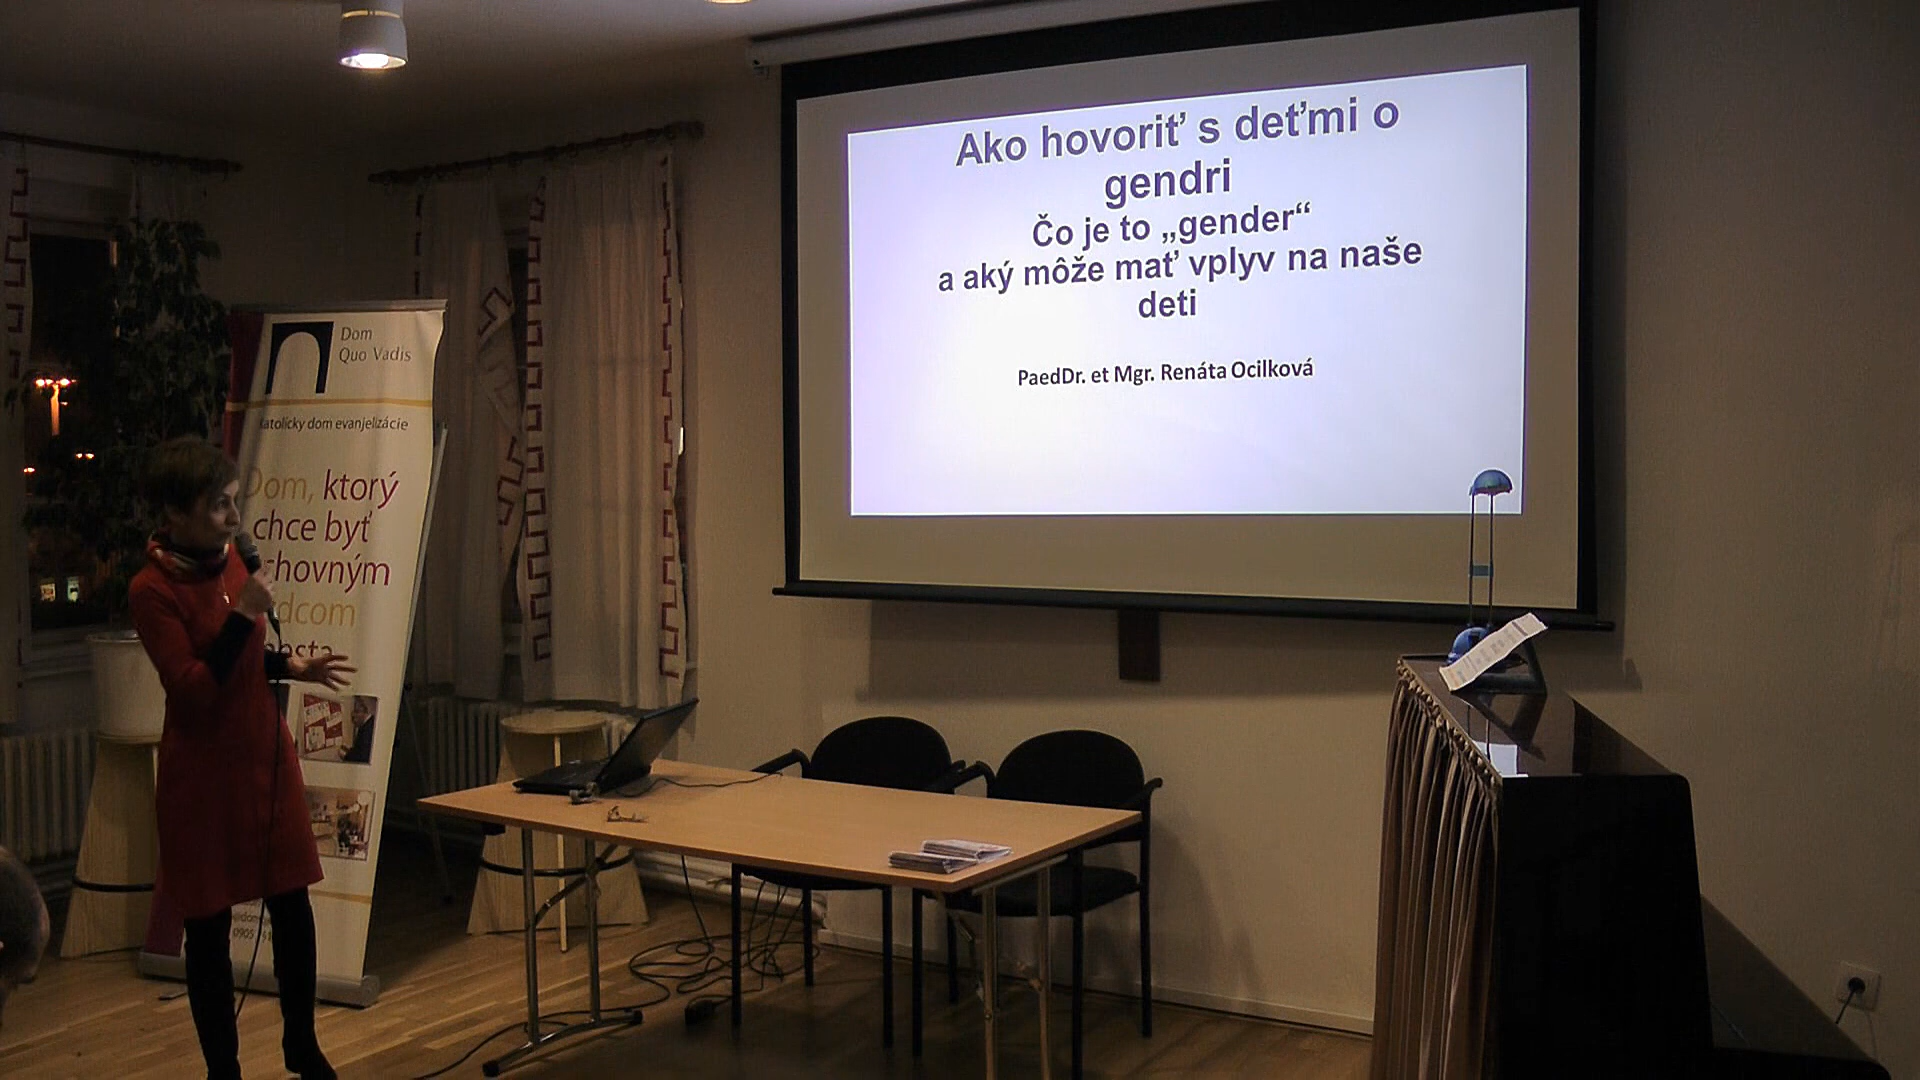 Ako hovoriť s deťmi o
gendri
Čo je to „gender“
a aký môže mať vplyv na naše
deti
PaedDr. et Mgr. Renáta Ocilková
Dom
Quo Vadis
katolícky dom evanjelizácie
Dom, ktorý
chce byť